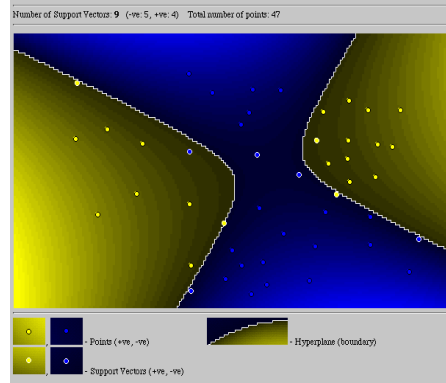 Number of Support Vectors: 9 (-ve: 5, +ve: 4) Total number of points: 47
, - Points (+ve, -ve) - Hyperplane (boundary)
, - Support Vectors (+ve, -ve)